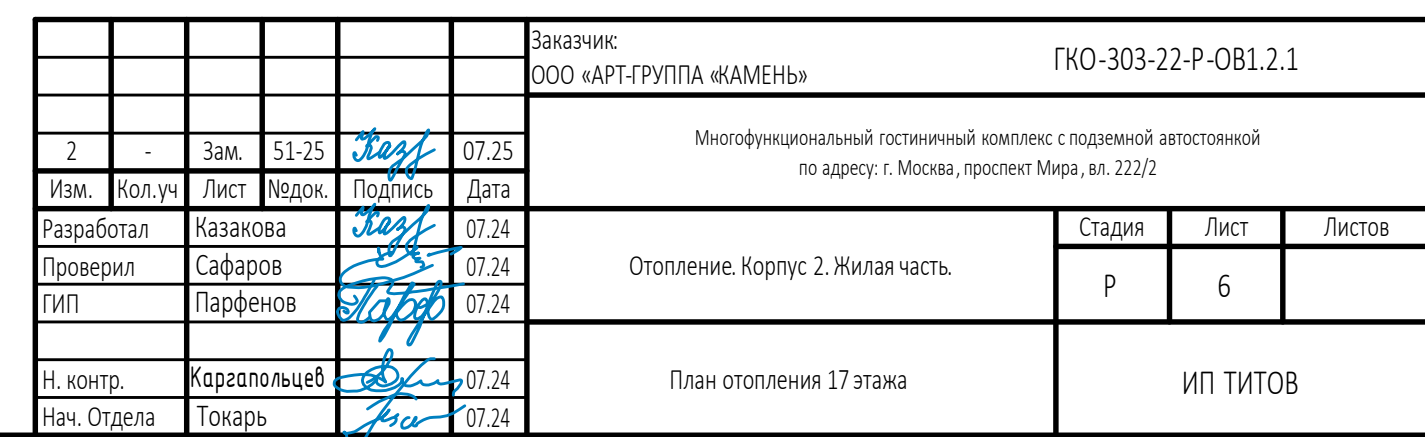 Заказчик:
ООО «АРТ-ГРУППА «КАМЕНЬ»
ГКО-303-22-Р-ОВ1.2.1
Многофункциональный гостиничный комплекс с подземной автостоянкой
по адресу: г. Москва, проспект Мира, вл. 222/2
2 - Зам. 51-25 07.25
Изм. Кол.уч Лист №док. Подпись Дата
Разработал Казакова 07.24
Проверил Сафаров 07.24
ГИП Парфенов 07.24
Н. контр. Каргапольцев 07.24
Нач. Отдела Токарь 07.24
Отопление. Корпус 2. Жилая часть.
Стадия Лист Листов
Р 6
План отопления 17 этажа
ИП ТИТОВ